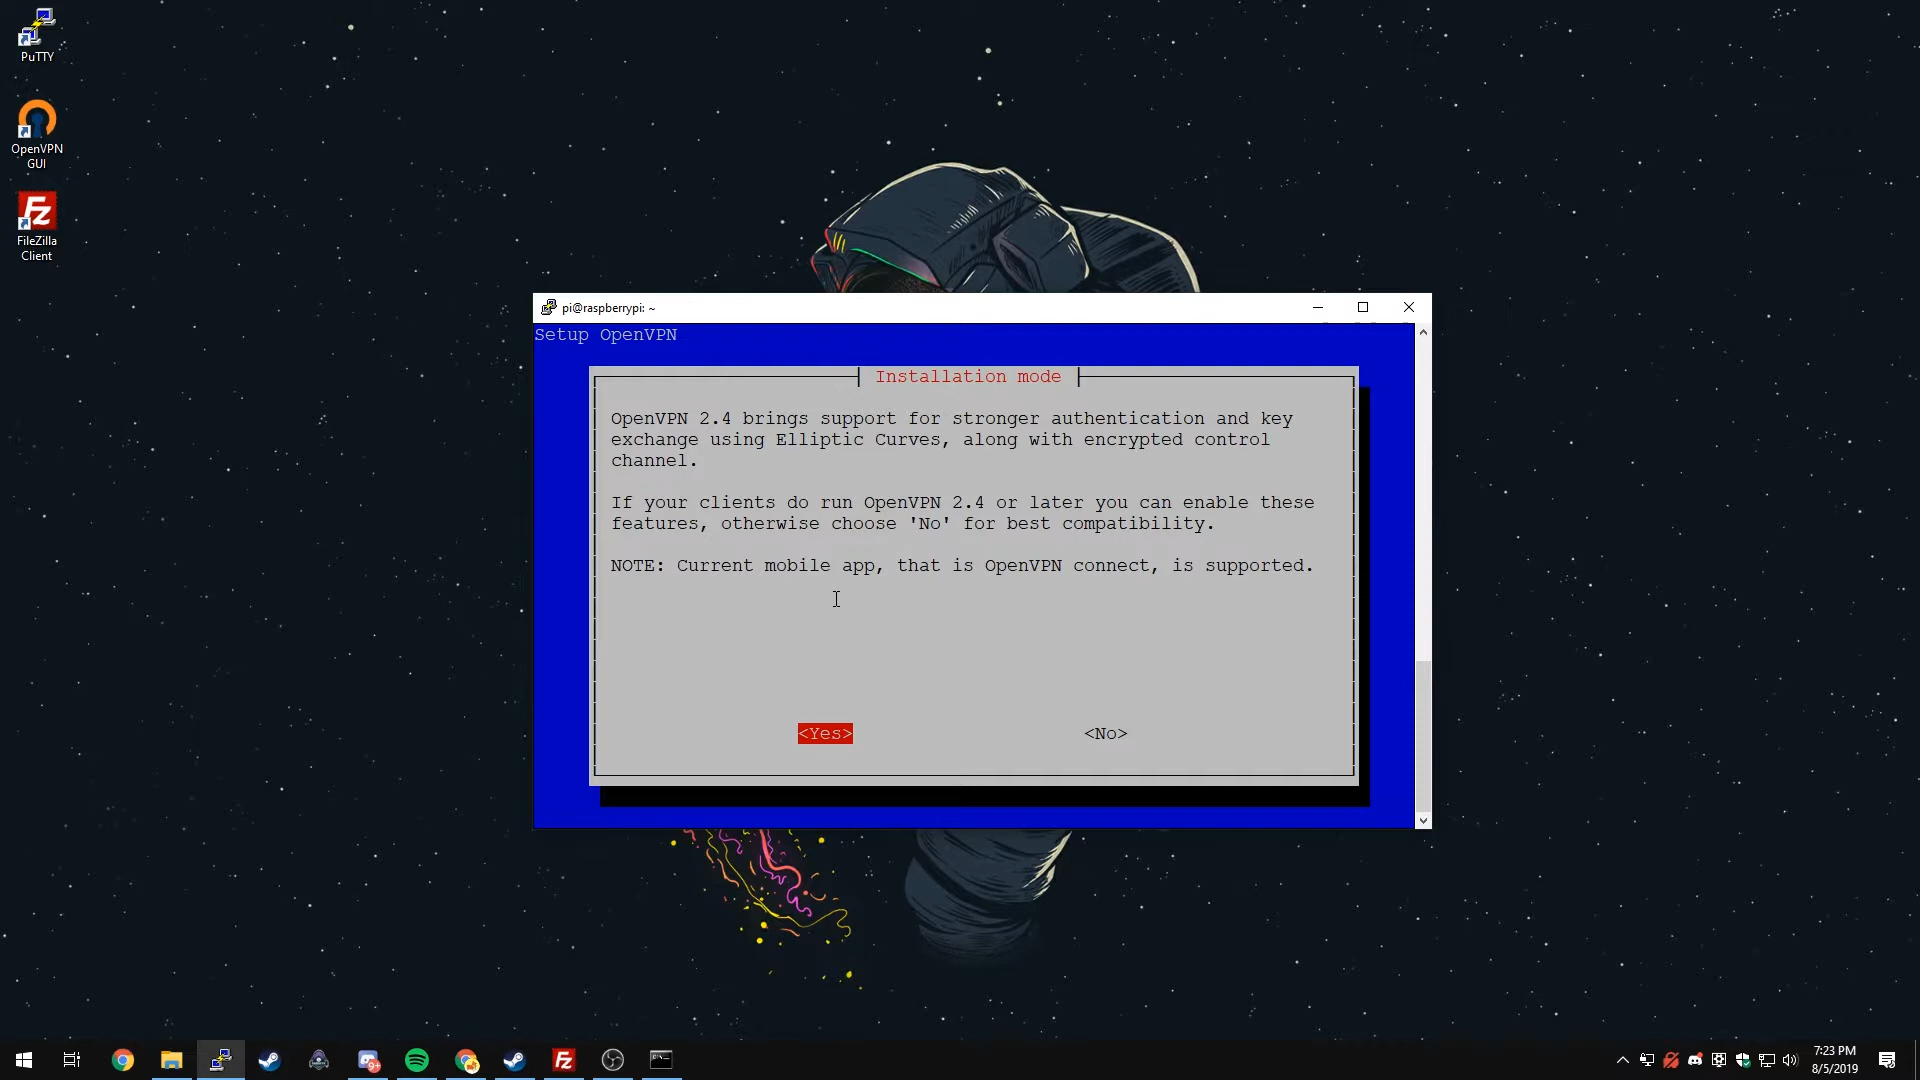 PuTTY
OpenVPN
GUI
FileZilla
Client
pi@raspberrypi: ~
Setup OpenVPN
Installation mode
OpenVPN 2.4 brings support for stronger authentication and key
exchange using Elliptic Curves, along with encrypted control
channel.
If your clients do run OpenVPN 2.4 or later you can enable these
features, otherwise choose 'No' for best compatibility.
NOTE: Current mobile app, that is OpenVPN connect, is supported.
<Yes> <No>
9+
7:23 PM
8/5/2019